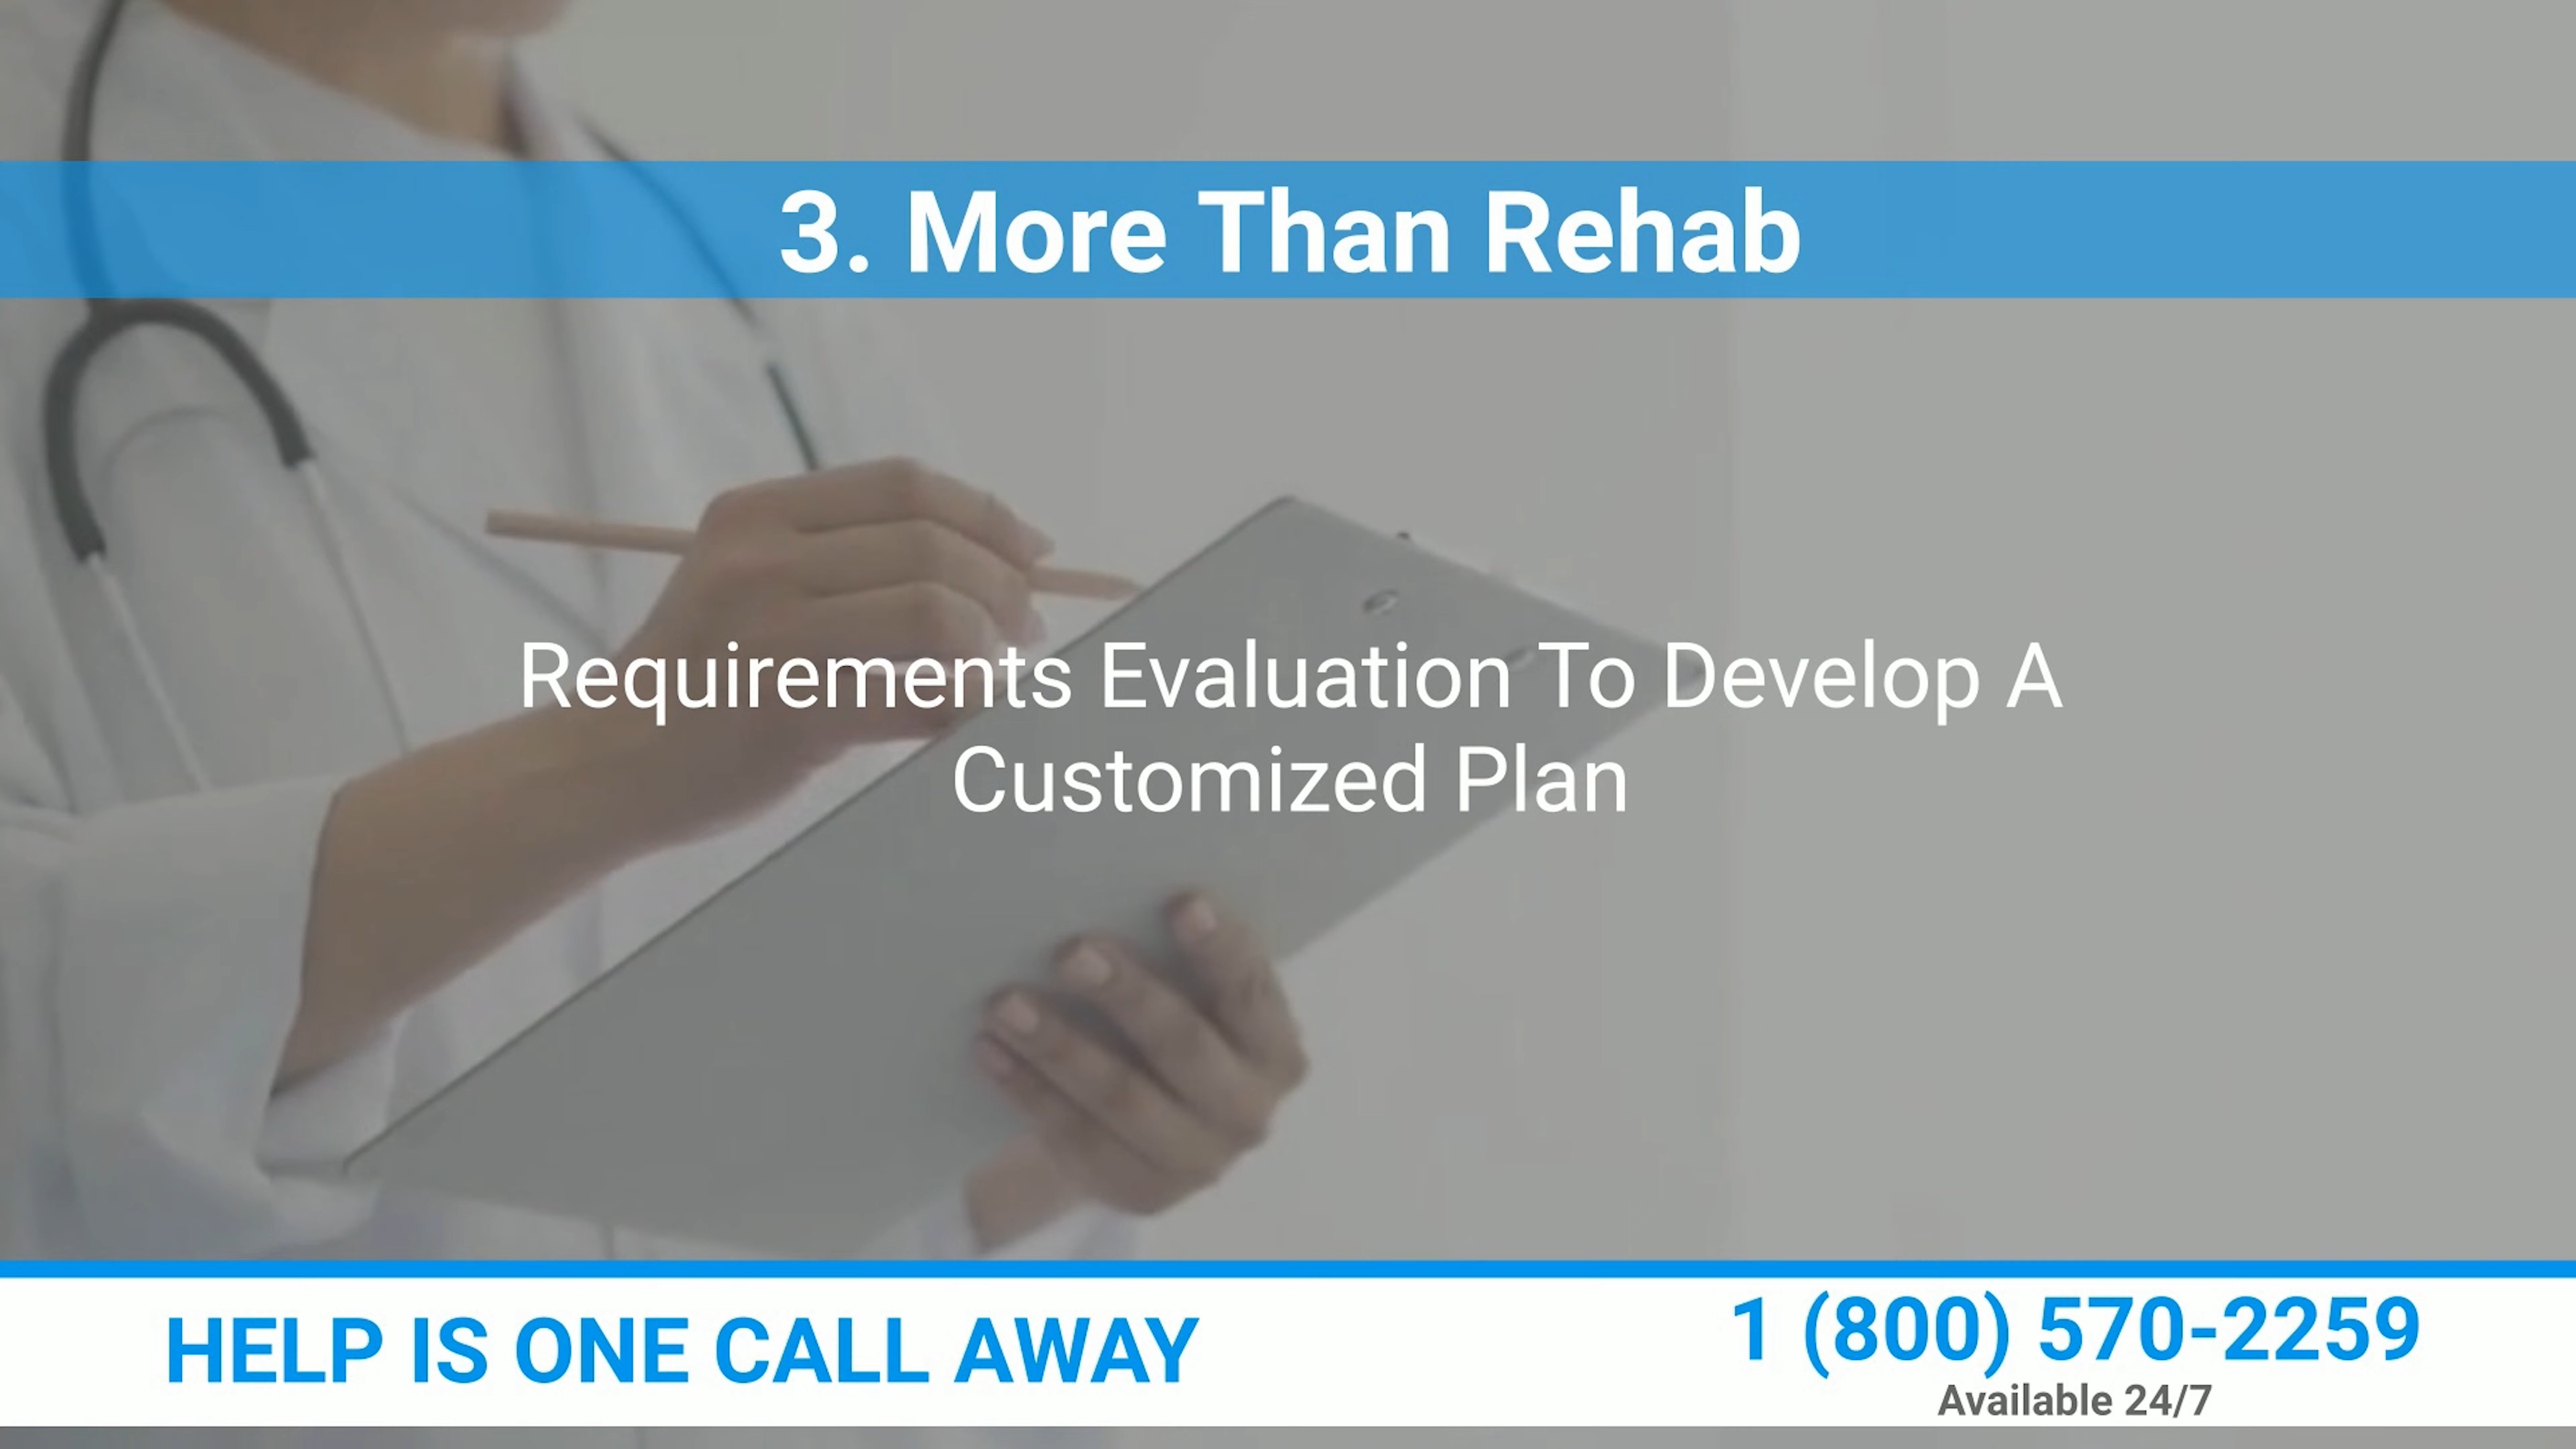 3. More Than Rehab
Requirements Evaluation To Develop A
Customized Plan
HELP IS ONE CALL AWAY
1 (800) 570-2259
Available 24/7